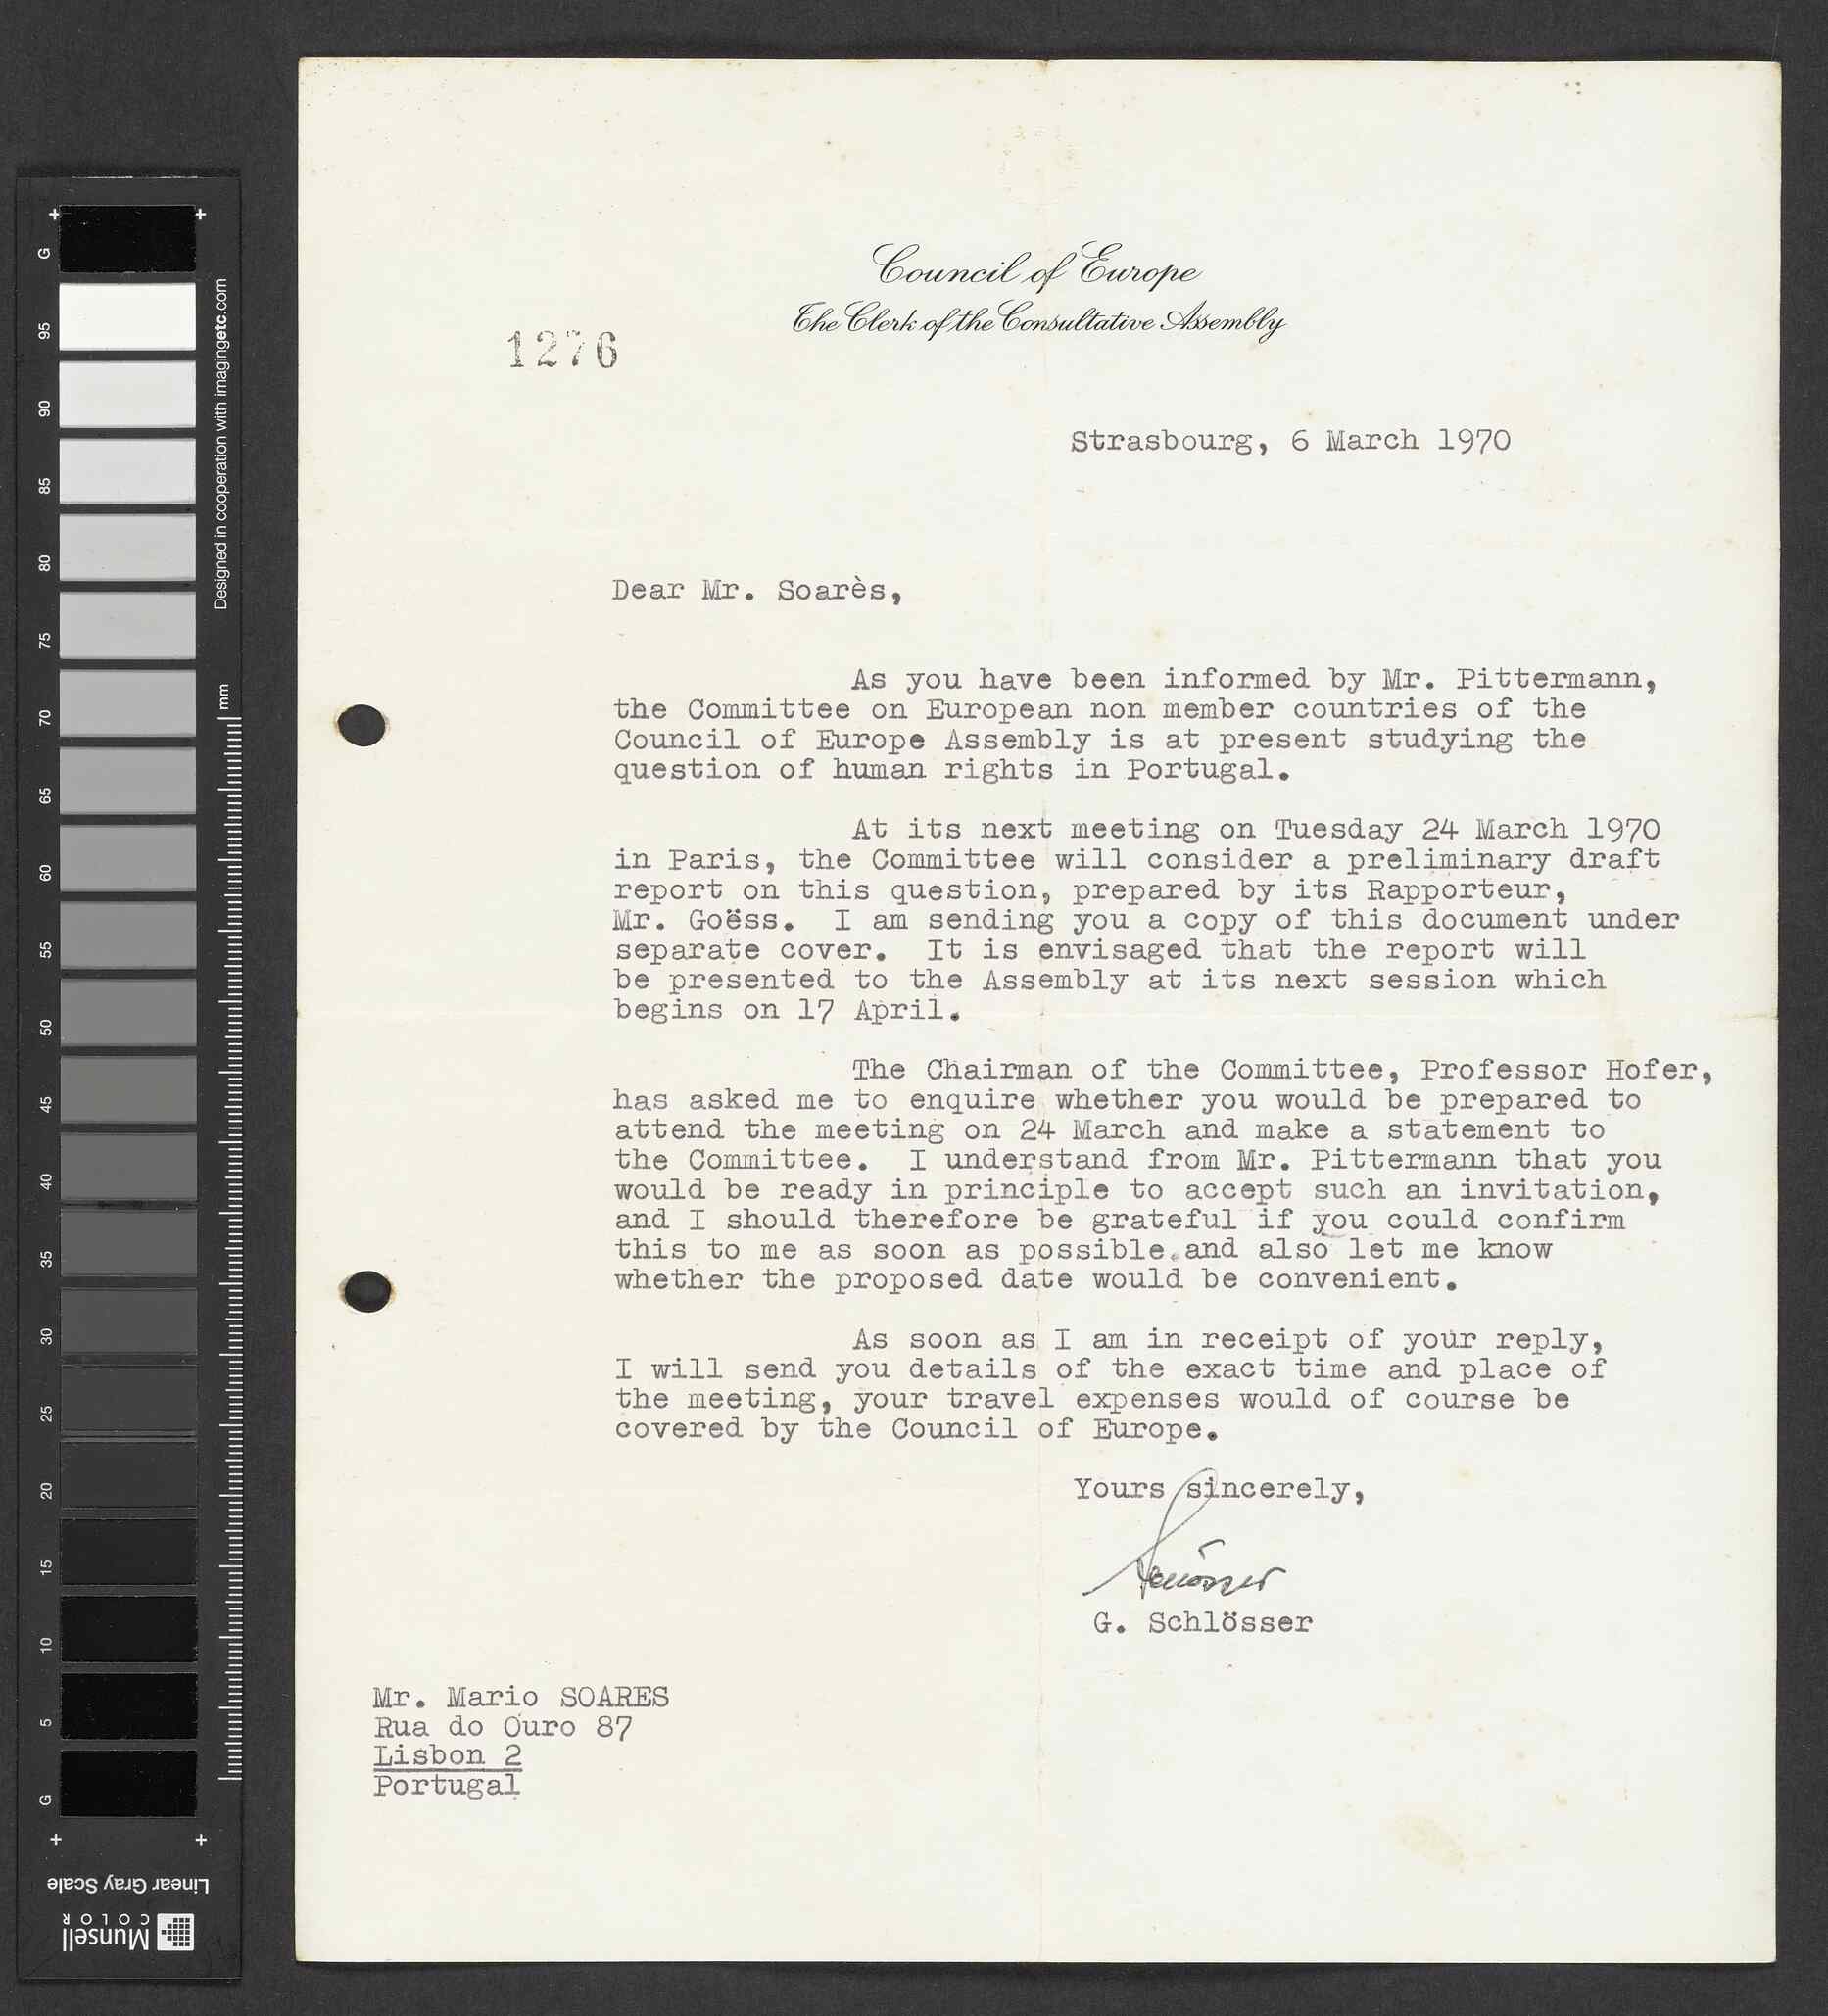 Council of Europe
The Clerk of the Consultative Assembly
1276
Strasbourg, 6 March 1970
Dear Mr. Soarès,
As you have been informed by Mr. Pittermann,
the Committee on European non member countries of the
Council of Europe Assembly is at present studying the
question of human rights in Portugal.
At its next meeting on Tuesday 24 March 1970
in Paris, the Committee will consider a preliminary draft
report on this question, prepared by its Rapporteur,
Mr. Goëss. I am sending you a copy of this document under
separate cover. It is envisaged that the report will
be presented to the Assembly at its next session which
begins on 17 April.
The Chairman of the Committee, Professor Hofer,
has asked me to enquire whether you would be prepared to
attend the meeting on 24 March and make a statement to
the Committee. I understand from Mr. Pittermann that you
would be ready in principle to accept such an invitation,
and I should therefore be grateful if you could confirm
this to me as soon as possible.and also let me know
whether the proposed date would be convenient.
As soon as I am in receipt of your reply,
I will send you details of the exact time and place of
the meeting, your travel expenses would of course be
covered by the Council of Europe.
Yours sincerely,
Schlösser
G. Schlösser
Mr. Mario SOARES
Rua do Ouro 87
Lisbon 2
Portugal
G
95
90
85
80
75
70
65
60
55
50
45
40
35
30
25
20
15
10
5
G
Designed in cooperation with imagingetc.com
mm
Linear Gray Scale
Munsell
COLOR